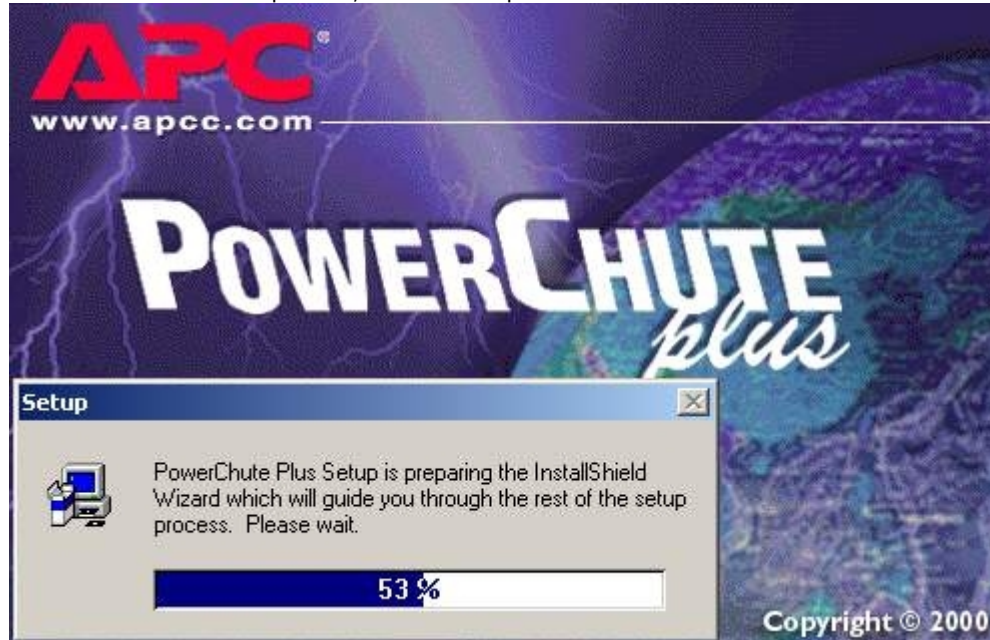 APC®
www.apcc.com
POWERCHUTE
plus
Setup
PowerChute Plus Setup is preparing the InstallShield
Wizard which will guide you through the rest of the setup
process. Please wait.
53 %
Copyright © 2000